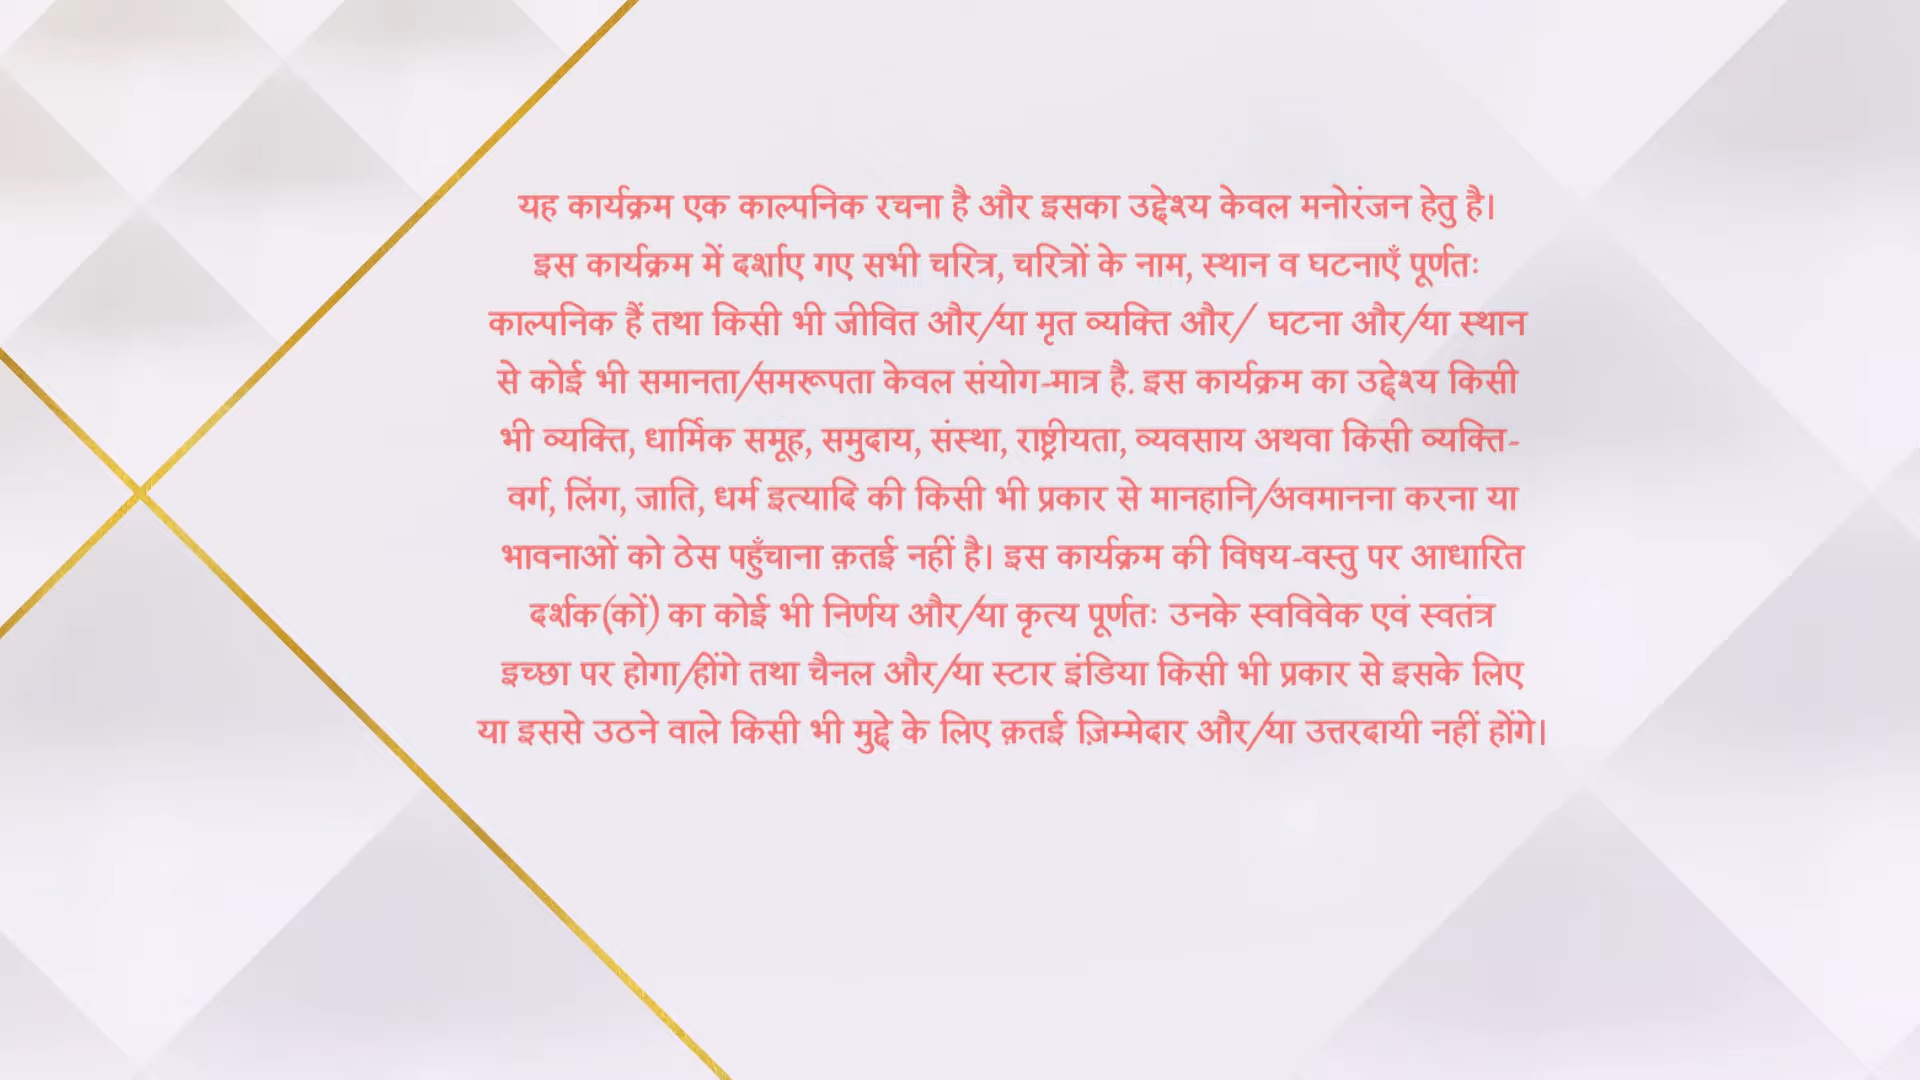 यह कार्यक्रम एक काल्पनिक रचना है और इसका उद्देश्य केवल मनोरंजन हेतु है।
इस कार्यक्रम में दर्शाए गए सभी चरित्र, चरित्रों के नाम, स्थान व घटनाएँ पूर्णतः
काल्पनिक हैं तथा किसी भी जीवित और/या मृत व्यक्ति और/ घटना और/या स्थान
से कोई भी समानता/समरूपता केवल संयोग-मात्र है. इस कार्यक्रम का उद्देश्य किसी
भी व्यक्ति, धार्मिक समूह, समुदाय, संस्था, राष्ट्रीयता, व्यवसाय अथवा किसी व्यक्ति-
वर्ग, लिंग, जाति, धर्म इत्यादि की किसी भी प्रकार से मानहानि/अवमानना करना या
भावनाओं को ठेस पहुँचाना क़तई नहीं है। इस कार्यक्रम की विषय-वस्तु पर आधारित
दर्शक(कों) का कोई भी निर्णय और/या कृत्य पूर्णतः उनके स्वविवेक एवं स्वतंत्र
इच्छा पर होगा/होंगे तथा चैनल और/या स्टार इंडिया किसी भी प्रकार से इसके लिए
या इससे उठने वाले किसी भी मुद्दे के लिए क़तई ज़िम्मेदार और/या उत्तरदायी नहीं होंगे।